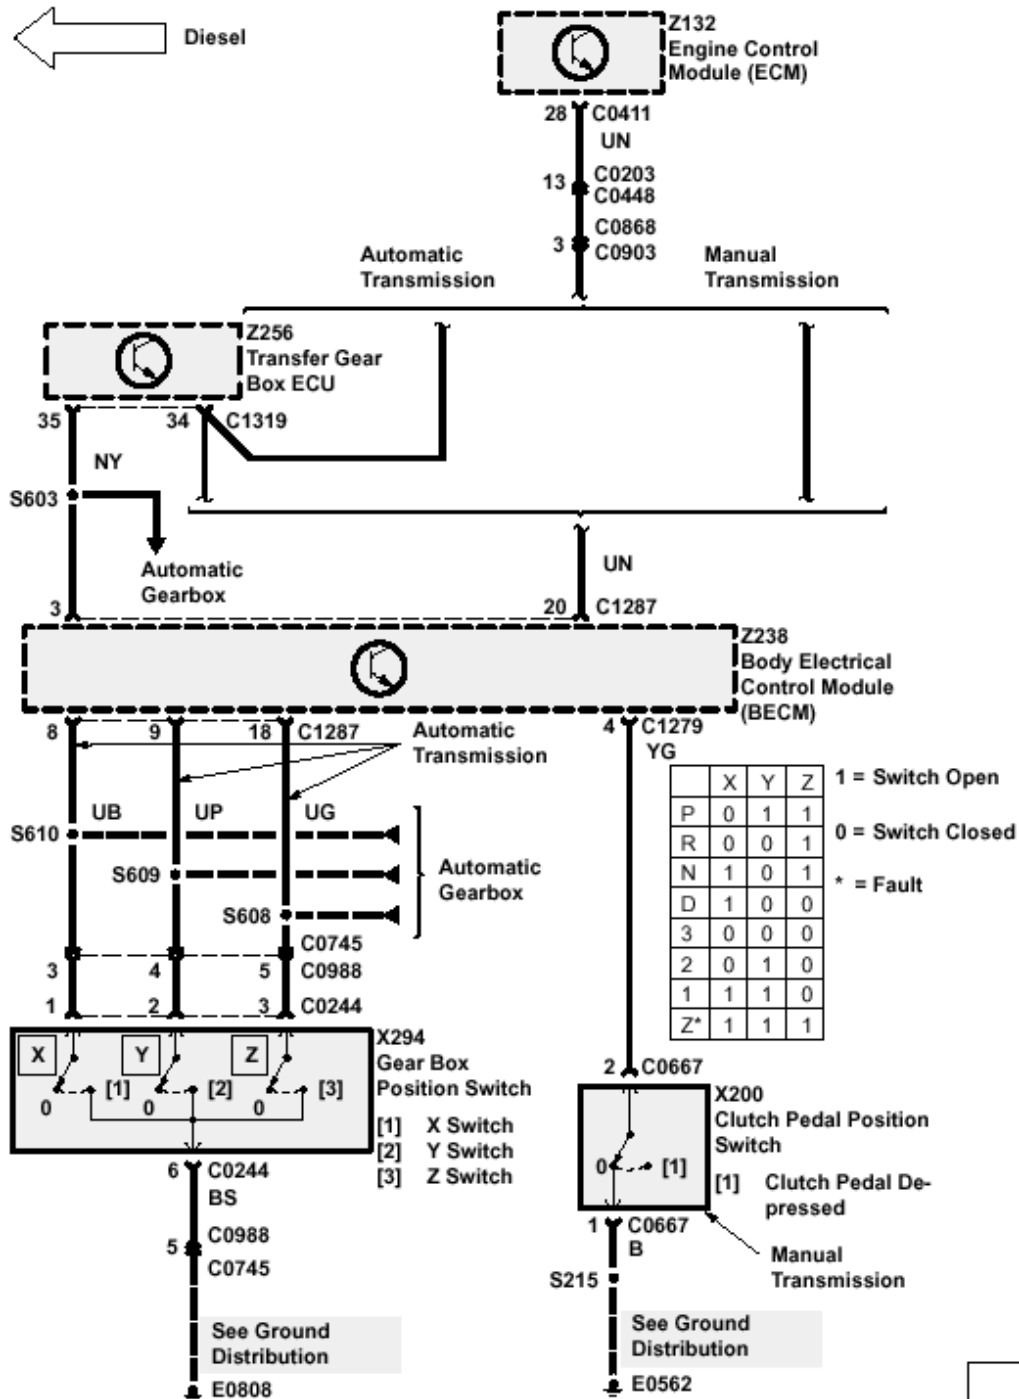 Diesel
Z132
Engine Control
Module (ECM)
28 C0411
UN
13 C0203
C0448
3 C0868
C0903
Automatic
Transmission
Manual
Transmission
Z256
Transfer Gear
Box ECU
35 34 C1319
NY
S603
Automatic
Gearbox
UN
3 20 C1287
Z238
Body Electrical
Control Module
(BECM)
8 9 18 C1287
Automatic
Transmission
4 C1279
YG
UB UP UG
S610
S609
S608
Automatic
Gearbox
X Y Z
P 0 1 1
R 0 0 1
N 1 0 1
D 1 0 0
3 0 0 0
2 0 1 0
1 1 1 0
Z* 1 1 1
1 = Switch Open
0 = Switch Closed
* = Fault
C0745
3 4 5 C0988
1 2 3 C0244
X Y Z
[1] [2] [3]
0 0 0
X294
Gear Box
Position Switch
[1] X Switch
[2] Y Switch
[3] Z Switch
2 C0667
X200
Clutch Pedal Position
Switch
0 [1]
[1] Clutch Pedal De-
pressed
6 C0244
BS
5 C0988
C0745
See Ground
Distribution
E0808
1 C0667
B
S215
Manual
Transmission
See Ground
Distribution
E0562